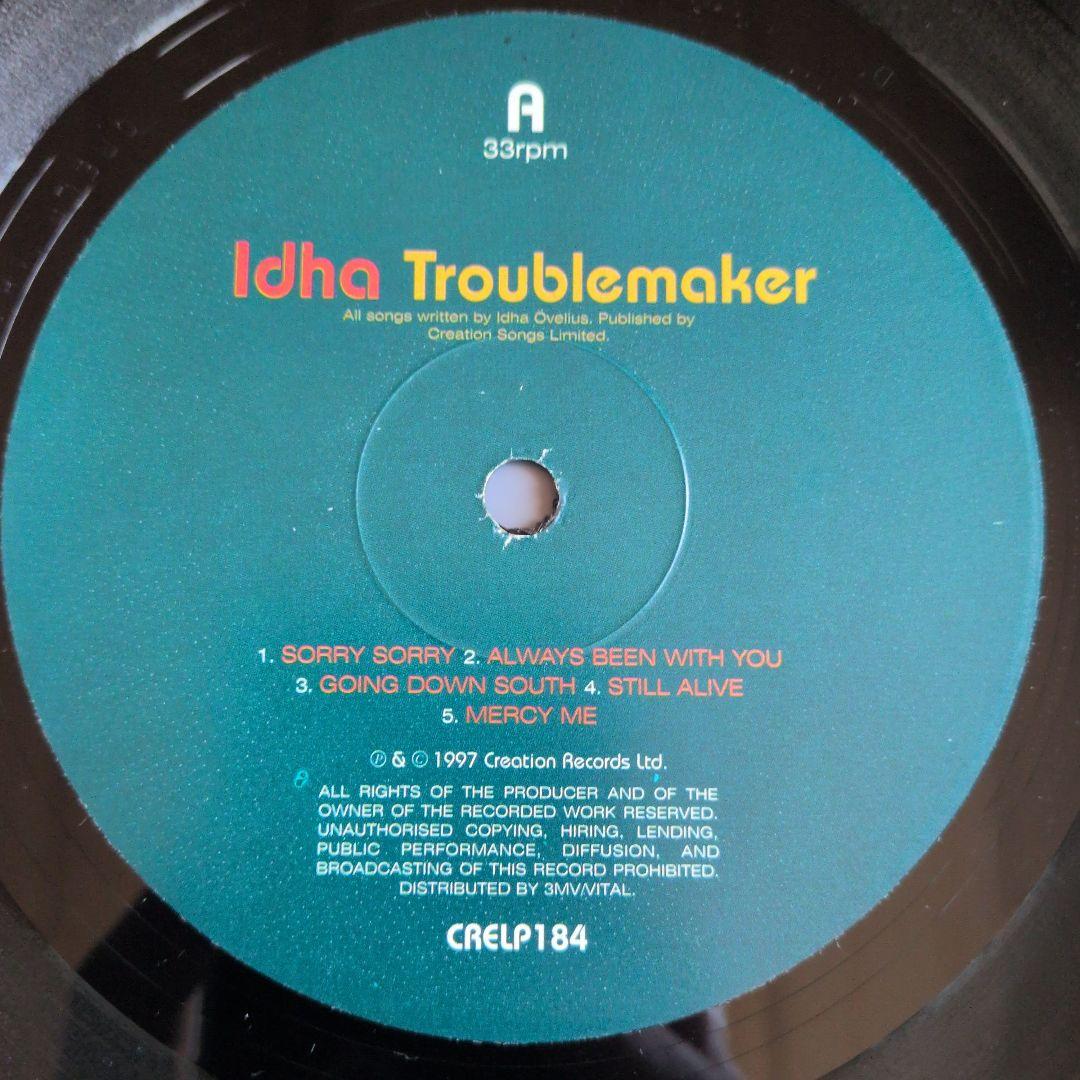 A
33rpm
Idha Troublemaker
All songs written by Idha Övelius. Published by
Creation Songs Limited.
1. SORRY SORRY 2. ALWAYS BEEN WITH YOU
3. GOING DOWN SOUTH 4. STILL ALIVE
5. MERCY ME
℗ & © 1997 Creation Records Ltd.
ALL RIGHTS OF THE PRODUCER AND OF THE
OWNER OF THE RECORDED WORK RESERVED.
UNAUTHORISED COPYING, HIRING, LENDING,
PUBLIC PERFORMANCE, DIFFUSION, AND
BROADCASTING OF THIS RECORD PROHIBITED.
DISTRIBUTED BY 3MV/VITAL.
CRELP184